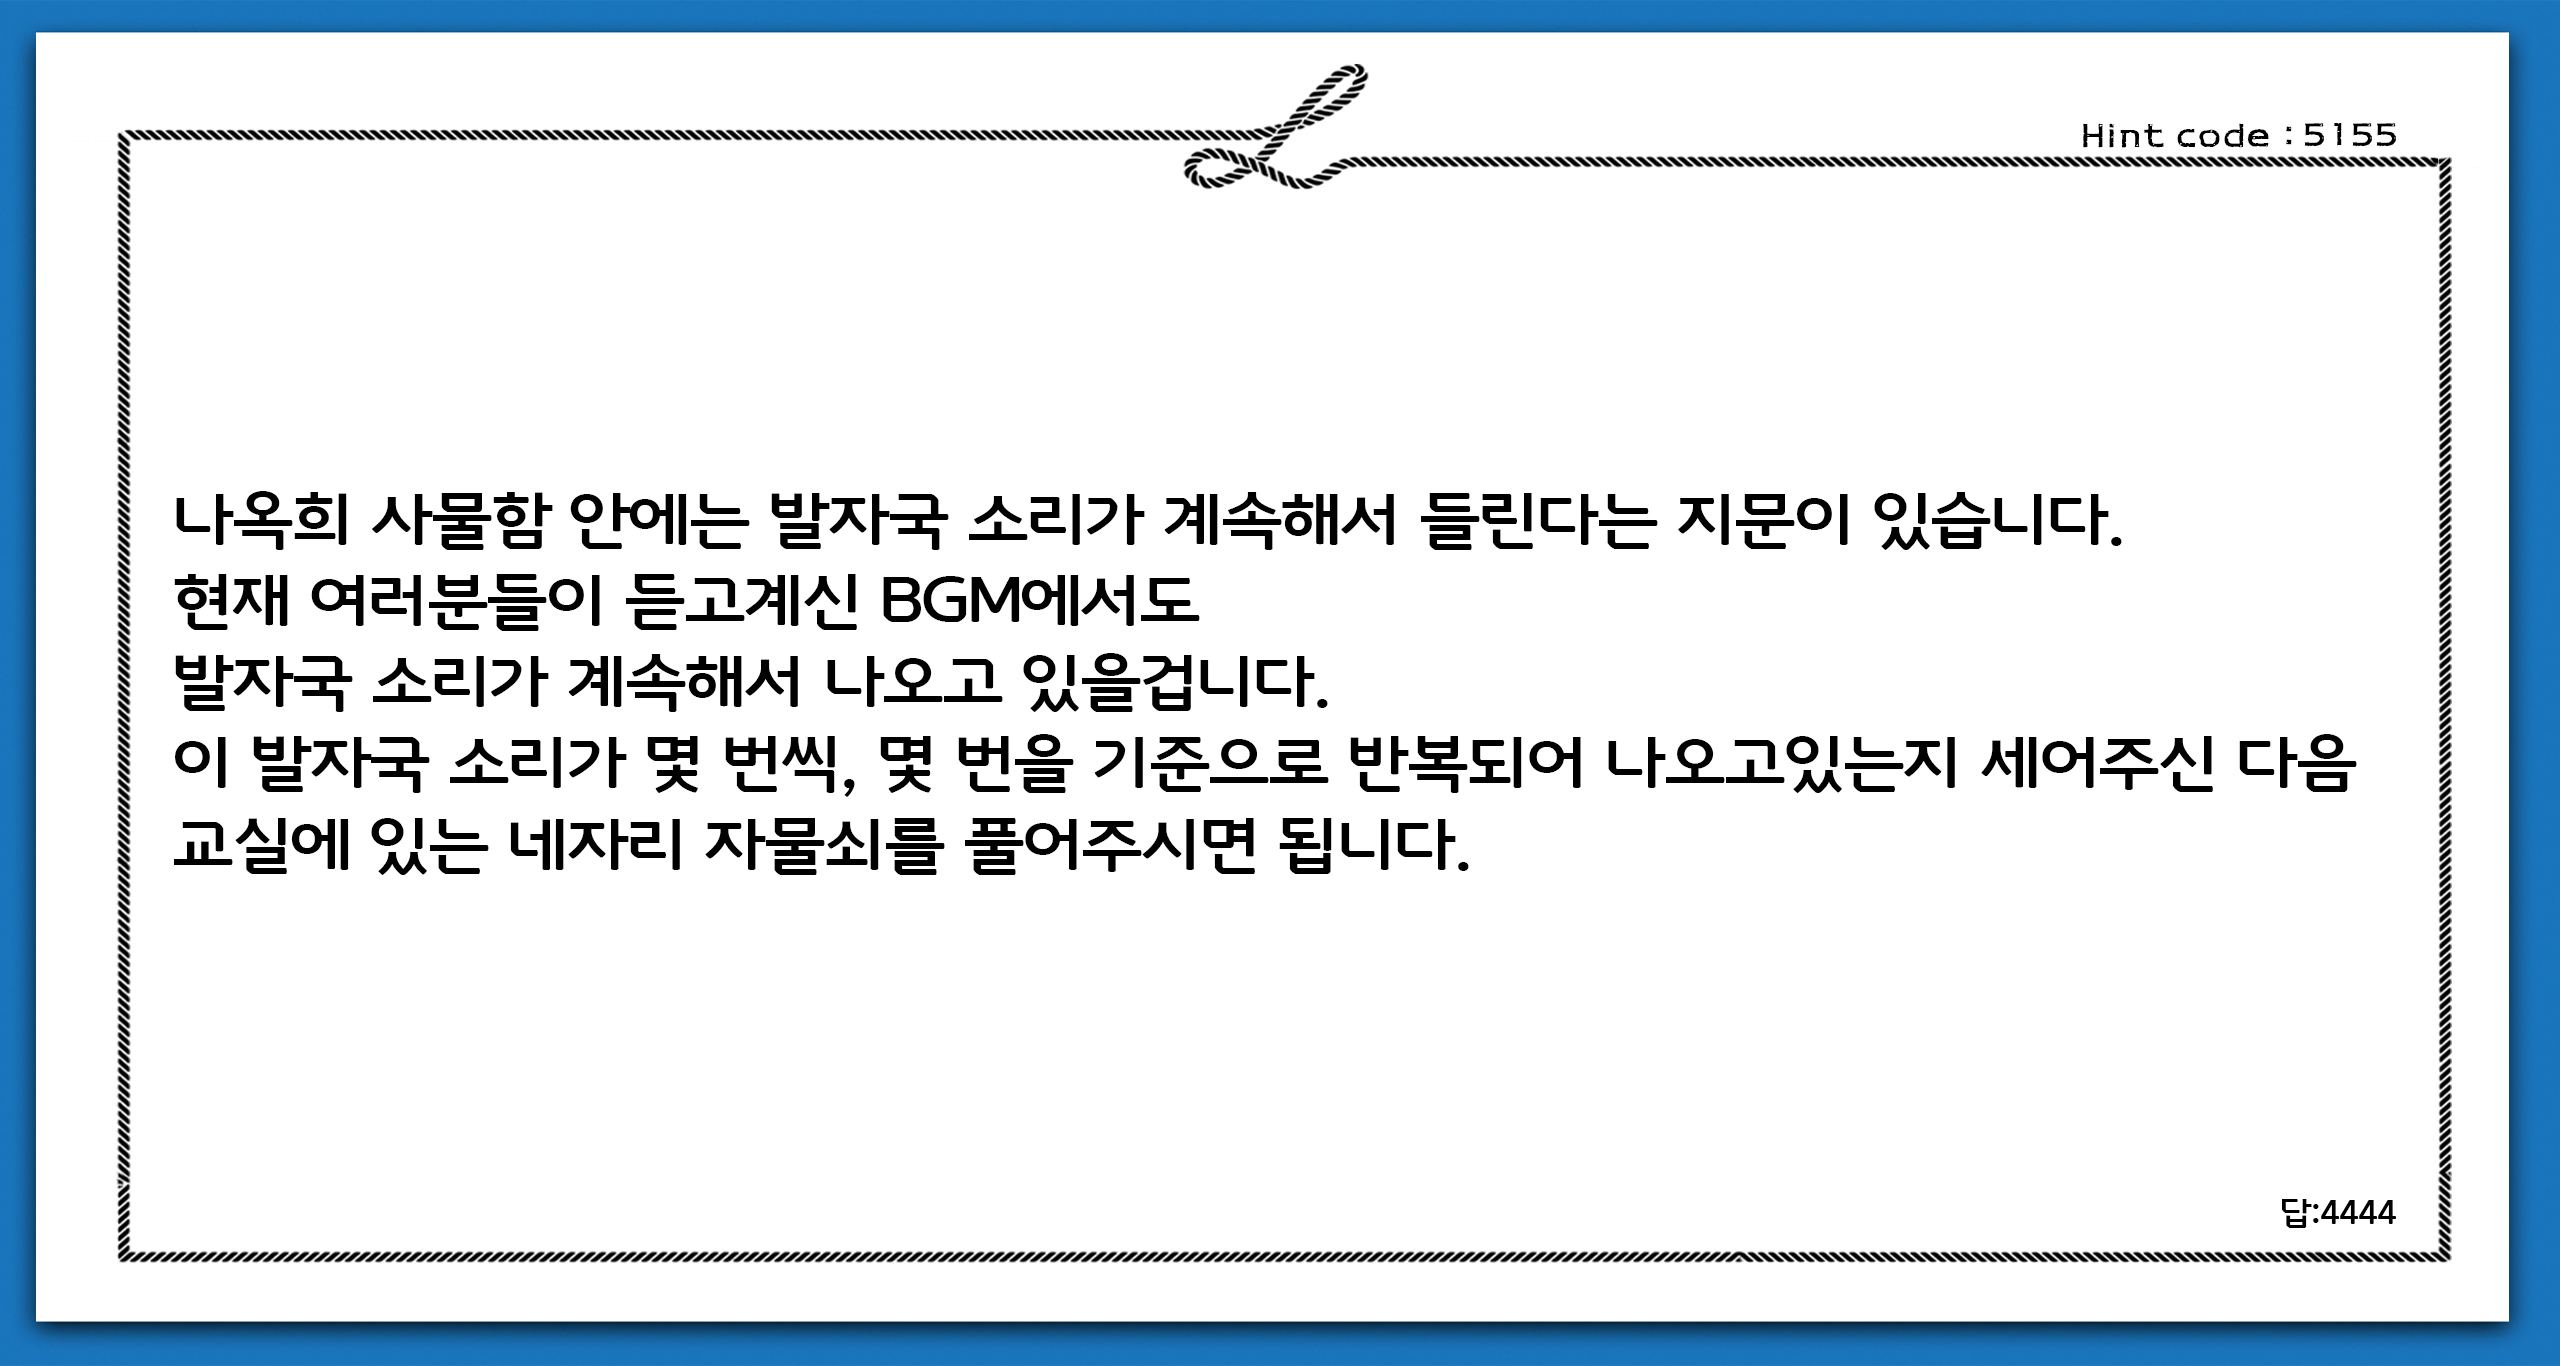 Hint code : 5155
나옥희 사물함 안에는 발자국 소리가 계속해서 들린다는 지문이 있습니다.
현재 여러분들이 듣고계신 BGM에서도
발자국 소리가 계속해서 나오고 있을겁니다.
이 발자국 소리가 몇 번씩, 몇 번을 기준으로 반복되어 나오고있는지 세어주신 다음
교실에 있는 네자리 자물쇠를 풀어주시면 됩니다.
답:4444